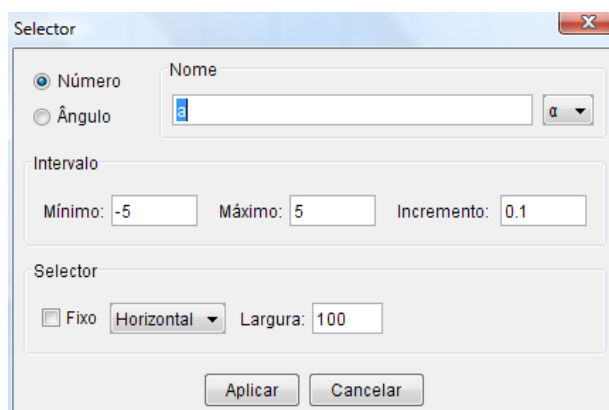 Selector
Número
Nome
Ângulo
a
α
Intervalo
Mínimo: -5 Máximo: 5 Incremento: 0.1
Selector
Fixo Horizontal Largura: 100
Aplicar Cancelar